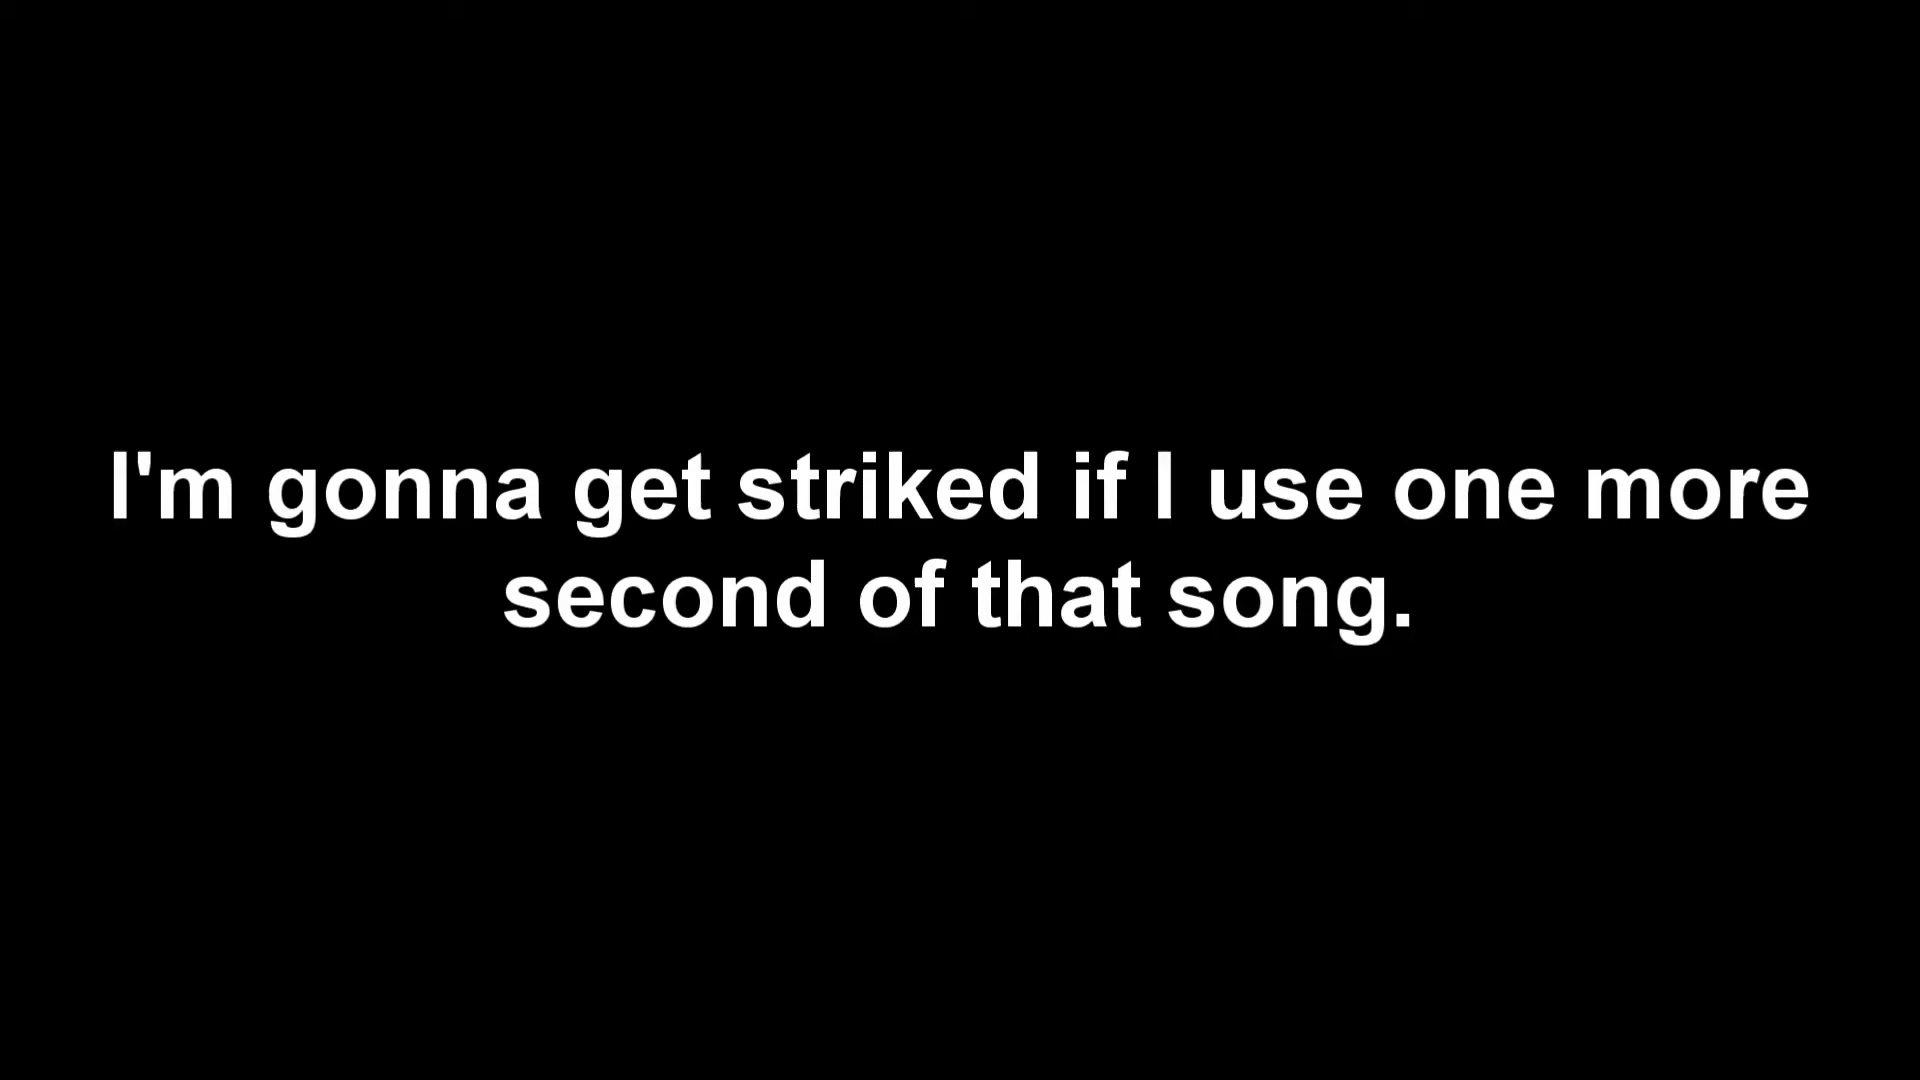 I'm gonna get striked if I use one more
second of that song.